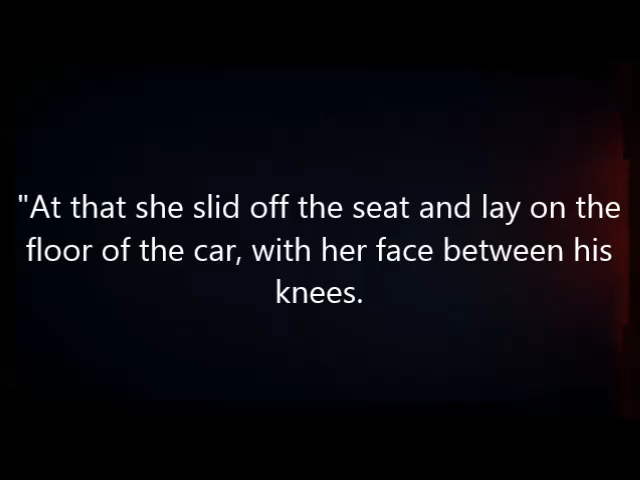 "At that she slid off the seat and lay on the
floor of the car, with her face between his
knees.